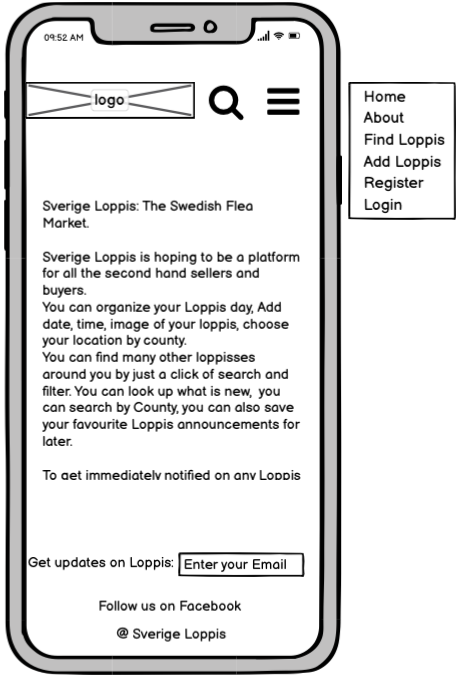 09:52 AM
logo
Home
About
Find Loppis
Add Loppis
Register
Login
Sverige Loppis: The Swedish Flea
Market.
Sverige Loppis is hoping to be a platform
for all the second hand sellers and
buyers.
You can organize your Loppis day, Add
date, time, image of your loppis, choose
your location by county.
You can find many other loppisses
around you by just a click of search and
filter. You can look up what is new, you
can search by County, you can also save
your favourite Loppis announcements for
later.
To get immediately notified on any Loppis
Get updates on Loppis: Enter your Email
Follow us on Facebook
@ Sverige Loppis